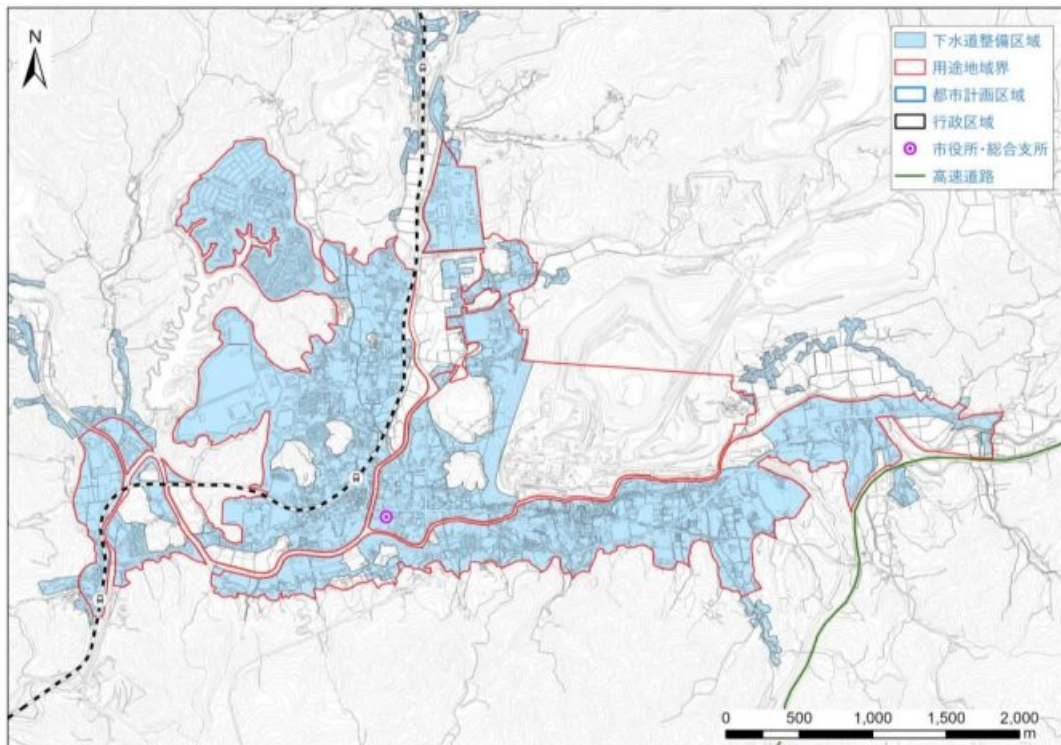 N
下水道整備区域
用途地域界
都市計画区域
行政区域
市役所・総合支所
高速道路
0 500 1,000 1,500 2,000
m